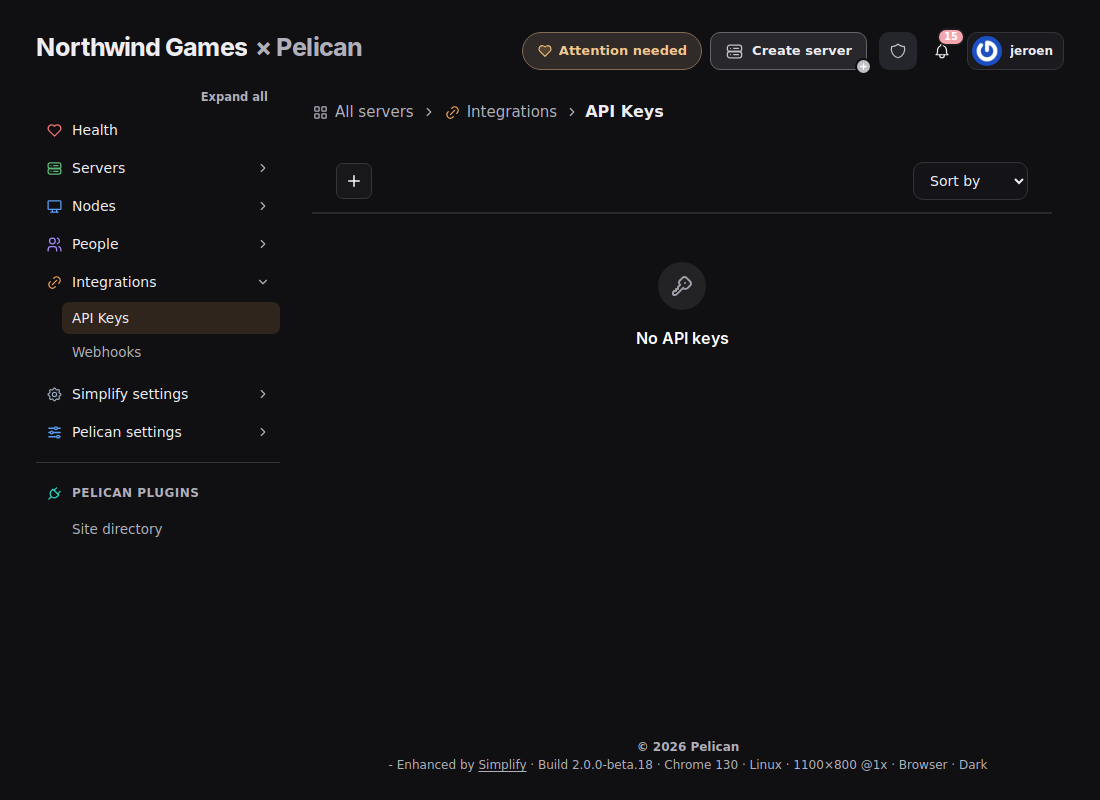 Northwind Games × Pelican
Attention needed
Create server
15
jeroen
Expand all
Health
Servers
Nodes
People
Integrations
API Keys
Webhooks
Simplify settings
Pelican settings
PELICAN PLUGINS
Site directory
All servers > Integrations > API Keys
Sort by
No API keys
© 2026 Pelican
- Enhanced by Simplify · Build 2.0.0-beta.18 · Chrome 130 · Linux · 1100×800 @1x · Browser · Dark